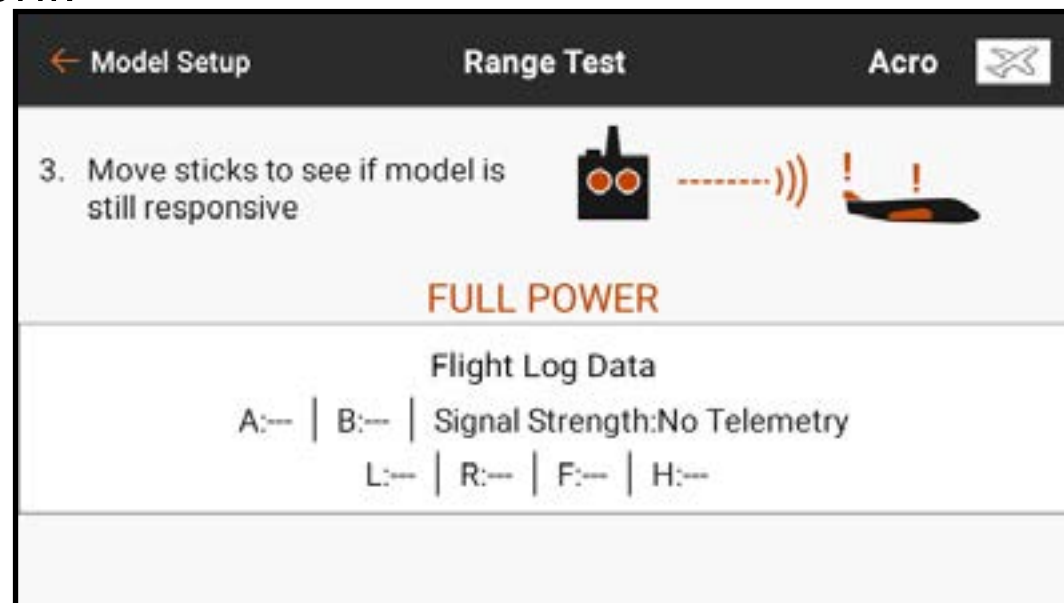 ← Model Setup
Range Test
Acro
3. Move sticks to see if model is
still responsive
FULL POWER
Flight Log Data
A:--- | B:--- | Signal Strength:No Telemetry
L:--- | R:--- | F:--- | H:---